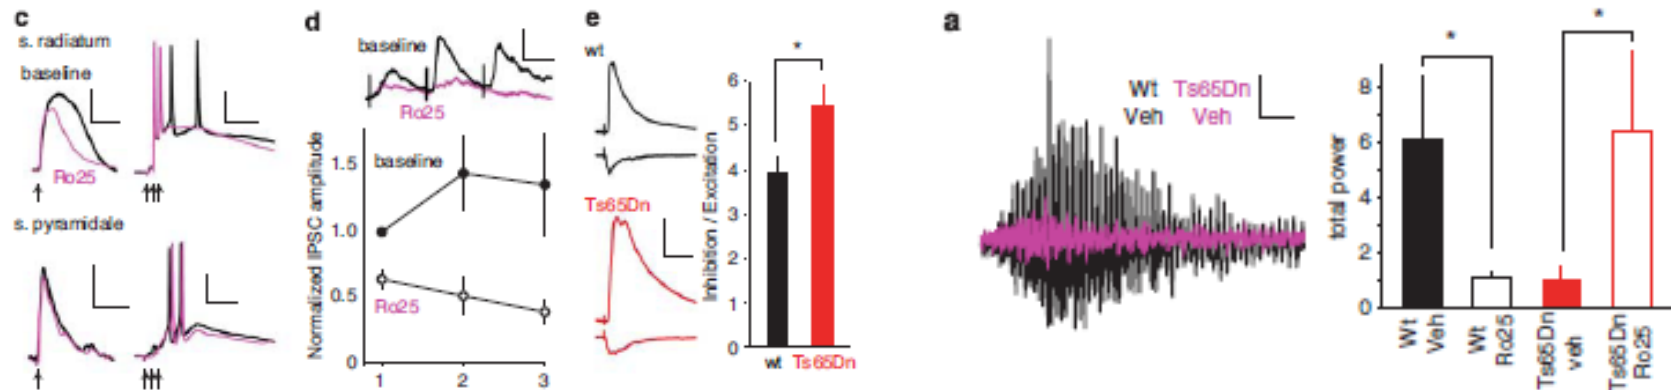 c
s. radiatum
baseline
Ro25
s. pyramidale
d
baseline
Ro25
Normalized IPSC amplitude
1.5
1.0
0.5
0
baseline
Ro25
1 2 3
e
wt
Ts65Dn
Inhibition / Excitation
6
5
4
3
2
1
0
*
wt Ts65Dn
a
Wt Ts65Dn
Veh Veh
total power
8
6
4
2
0
*
*
Wt Veh
Wt Ro25
Ts65Dn veh
Ts65Dn Ro25